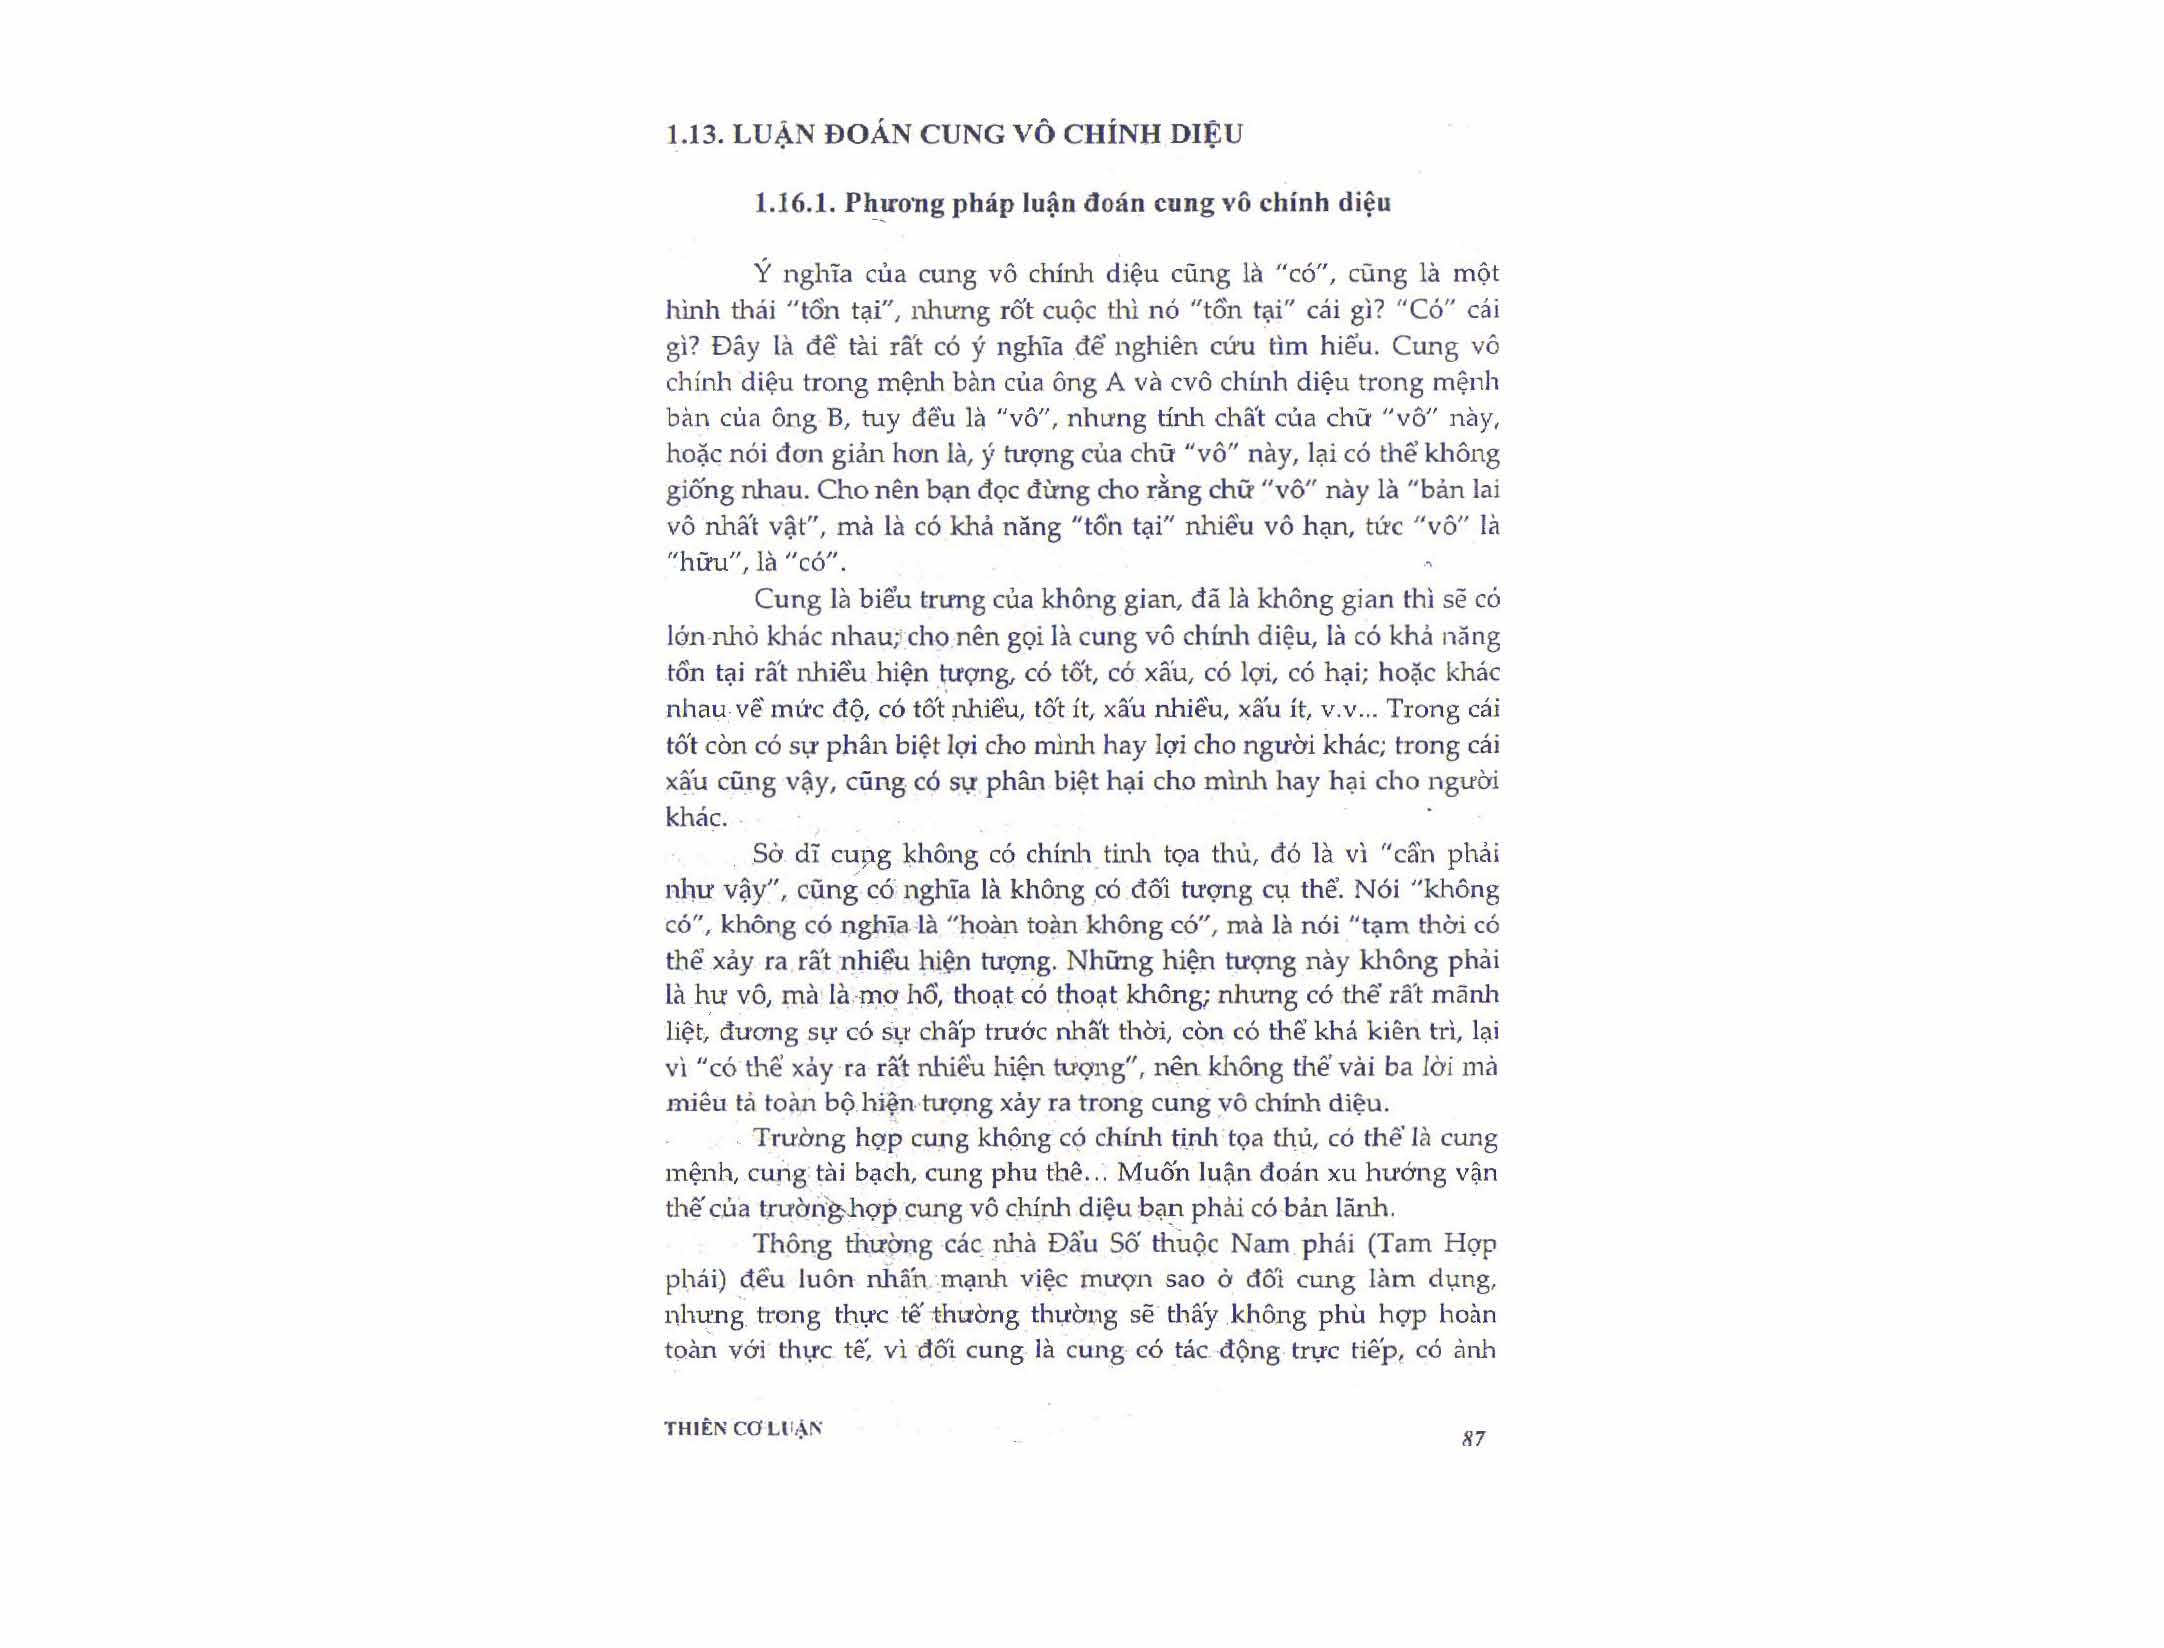 1.13. LUẬN ĐOÁN CUNG VÔ CHÍNH DIỆU
1.16.1. Phương pháp luận đoán cung vô chính diệu
Ý nghĩa của cung vô chính diệu cũng là "có", cũng là một
hình thái "tồn tại", nhưng rốt cuộc thì nó "tồn tại" cái gì? "Có" cái
gì? Đây là đề tài rất có ý nghĩa để nghiên cứu tìm hiểu. Cung vô
chính diệu trong mệnh bàn của ông A và cvô chính diệu trong mệnh
bàn của ông B, tuy đều là "vô", nhưng tính chất của chữ "vô" này,
hoặc nói đơn giản hơn là, ý tượng của chữ "vô" này, lại có thể không
giống nhau. Cho nên bạn đọc đừng cho rằng chữ "vô" này là "bản lai
vô nhất vật", mà là có khả năng "tồn tại" nhiều vô hạn, tức "vô" là
"hữu", là "có".
Cung là biểu trưng của không gian, đã là không gian thì sẽ có
lớn nhỏ khác nhau; cho nên gọi là cung vô chính diệu, là có khả năng
tồn tại rất nhiều hiện tượng, có tốt, có xấu, có lợi, có hại; hoặc khác
nhau về mức độ, có tốt nhiều, tốt ít, xấu nhiều, xấu ít, v.v... Trong cái
tốt còn có sự phân biệt lợi cho mình hay lợi cho người khác; trong cái
xấu cũng vậy, cũng có sự phân biệt hại cho mình hay hại cho người
khác.
Sở dĩ cung không có chính tinh tọa thủ, đó là vì "cần phải
như vậy", cũng có nghĩa là không có đối tượng cụ thể. Nói "không
có", không có nghĩa là "hoàn toàn không có", mà là nói "tạm thời có
thể xảy ra rất nhiều hiện tượng. Những hiện tượng này không phải
là hư vô, mà là mơ hồ, thoạt có thoạt không; nhưng có thể rất mãnh
liệt, đương sự có sự chấp trước nhất thời, còn có thể khá kiên trì, lại
vì "có thể xảy ra rất nhiều hiện tượng", nên không thể vài ba lời mà
miêu tả toàn bộ hiện tượng xảy ra trong cung vô chính diệu.
Trường hợp cung không có chính tinh tọa thủ, có thể là cung
mệnh, cung tài bạch, cung phu thê... Muốn luận đoán xu hướng vận
thế của trường hợp cung vô chính diệu bạn phải có bản lãnh.
Thông thường các nhà Đẩu Số thuộc Nam phái (Tam Hợp
phái) đều luôn nhấn mạnh việc mượn sao ở đối cung làm dụng,
nhưng trong thực tế thường thường sẽ thấy không phù hợp hoàn
toàn với thực tế, vì đối cung là cung có tác động trực tiếp, có ảnh
THIÊN CƠ LUẬN
87